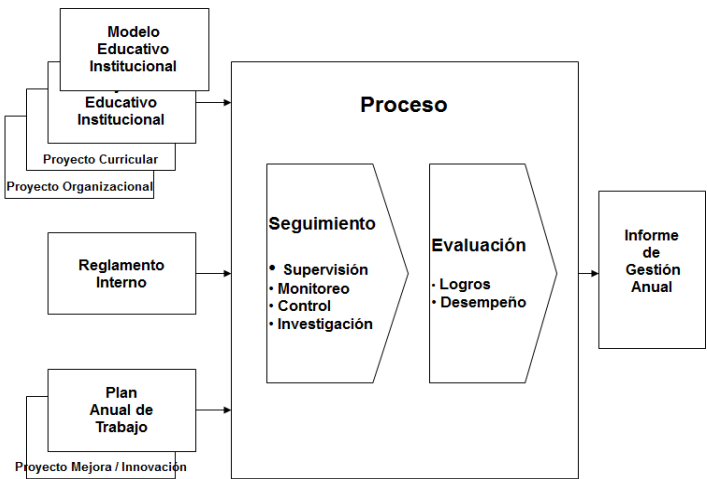 Modelo
Educativo
Institucional
Educativo
Institucional
Proyecto Curricular
Proyecto Organizacional
Reglamento
Interno
Plan
Anual de
Trabajo
Proyecto Mejora / Innovación
Proceso
Seguimiento
• Supervisión
• Monitoreo
• Control
• Investigación
Evaluación
• Logros
• Desempeño
Informe
de
Gestión
Anual